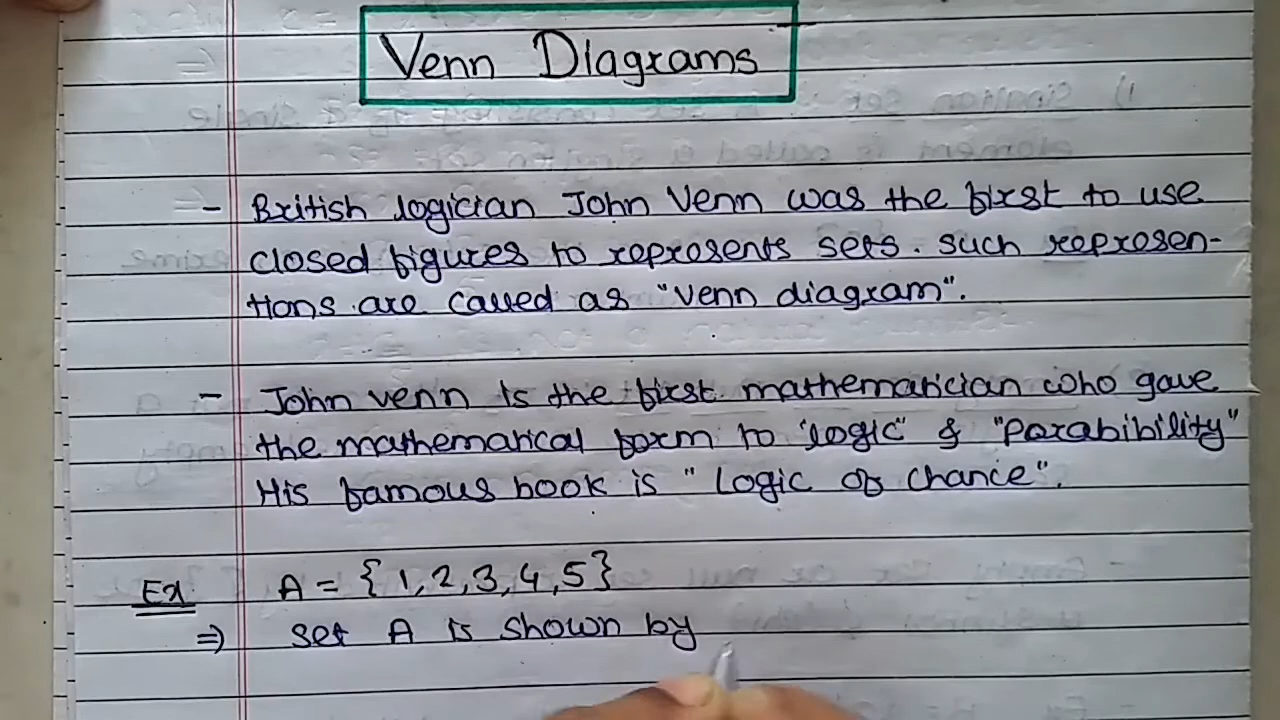 Venn Diagrams
- British logician John Venn was the first to use
closed figures to represents sets. such represen-
tions are called as "venn diagram".
- John venn is the first mathematician who gave
the mathematical form to 'logic' & "Parabibility"
His famous book is "Logic of chance".
Ex A = {1,2,3,4,5}
⇒ set A is shown by